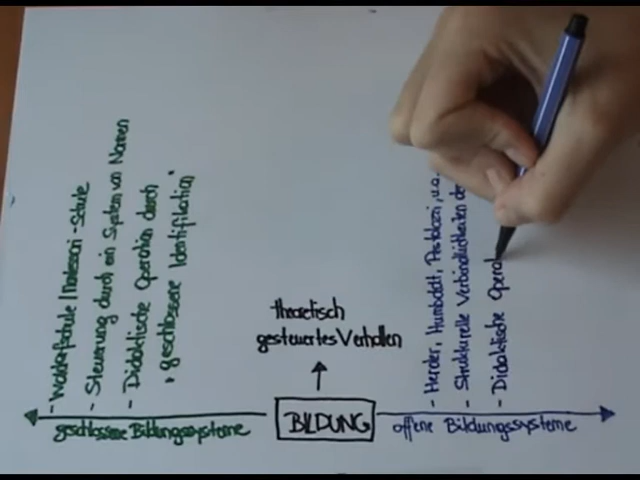 - Waldorfschule / Montessori-Schule
- Steuerung durch ein System von Normen
- Didaktische Operation durch
, geschlossene Identifikation '
theoretisch
gesteuertes Verhalten
BILDUNG
geschlossene Bildungssysteme
offene Bildungssysteme
- Herder, Humboldt, Pestalozzi, u.a.
- Strukturelle Verbindlichkeiten
- Didaktische Opera